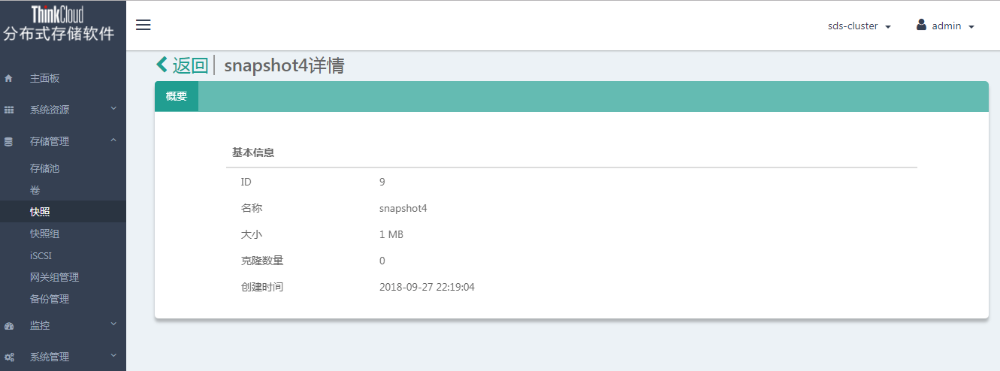 ThinkCloud
分布式存储软件
sds-cluster
admin
主面板
系统资源
存储管理
存储池
卷
快照
快照组
iSCSI
网关组管理
备份管理
监控
系统管理
返回 | snapshot4详情
概要
基本信息
ID 9
名称 snapshot4
大小 1 MB
克隆数量 0
创建时间 2018-09-27 22:19:04